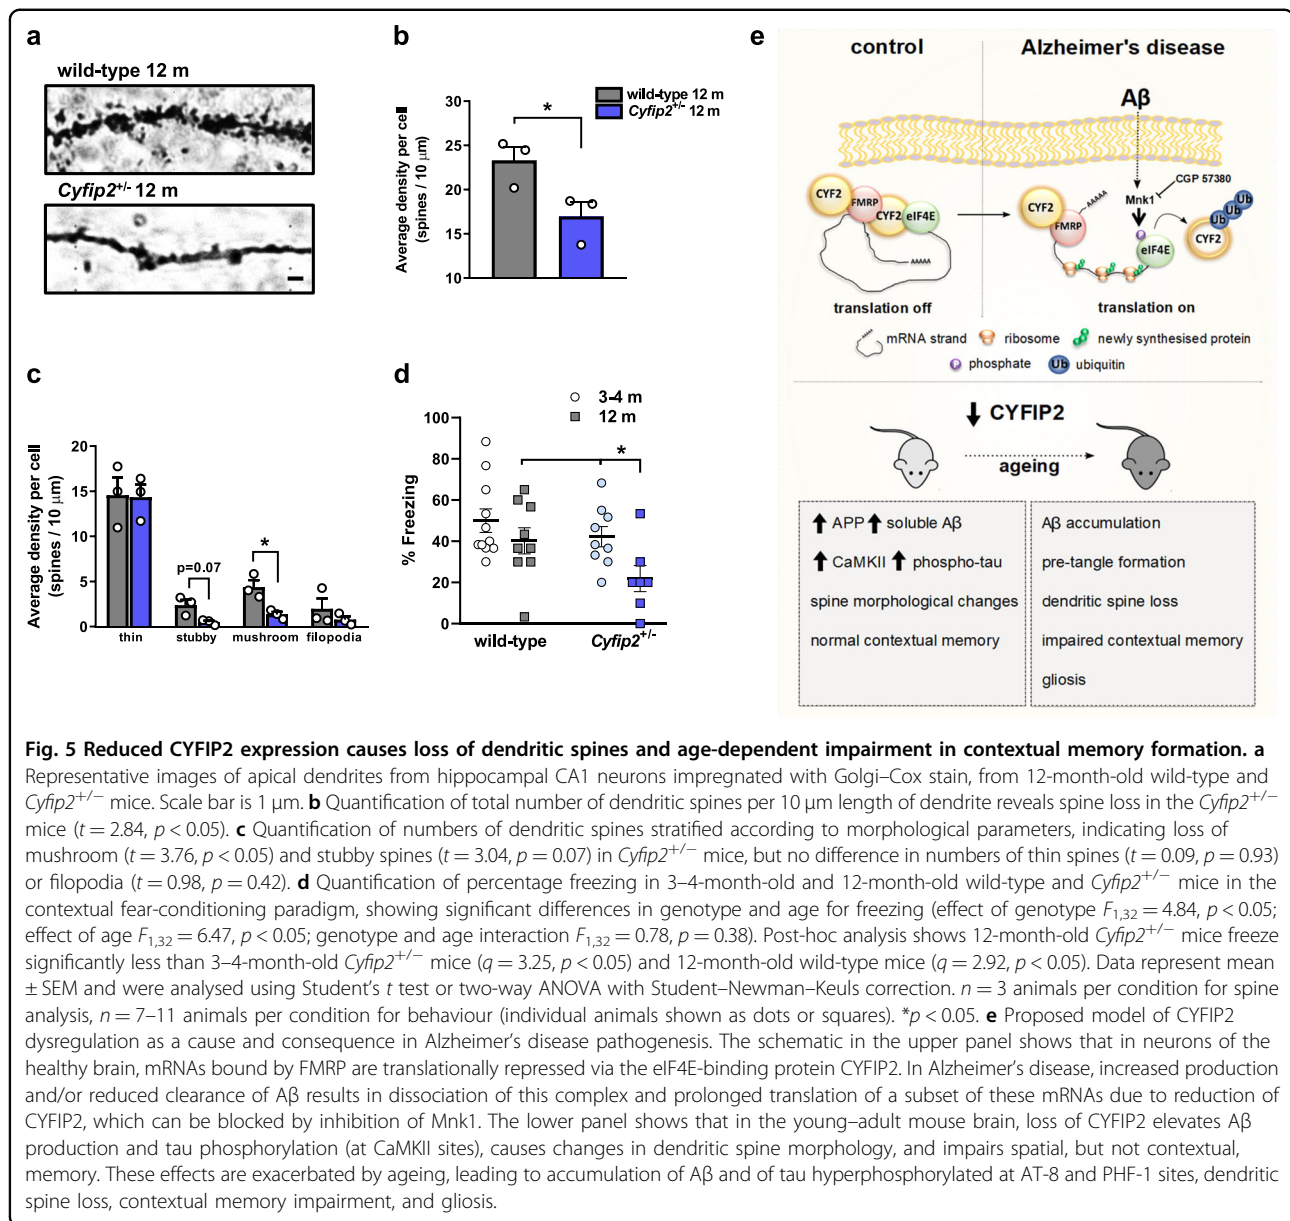 a
wild-type 12 m
Cyfip2+/- 12 m
b
wild-type 12 m
Cyfip2+/- 12 m
Average density per cell
(spines / 10 µm)
30
25
20
15
10
*
c
Average density per cell
(spines / 10 µm)
20
15
10
5
0
p=0.07
*
thin
stubby
mushroom
filopodia
d
3-4 m
12 m
% Freezing
100
80
60
40
20
0
*
wild-type
Cyfip2+/-
e
control
Alzheimer's disease
Aβ
CGP 57380
Mnk1
CYF2
FMRP
CYF2
eIF4E
AAAAA
CYF2
FMRP
AAAAA
P
eIF4E
CYF2
Ub
Ub
Ub
translation off
translation on
AAAAA
mRNA strand
ribosome
newly synthesised protein
P
phosphate
Ub
ubiquitin
CYFIP2
ageing
APP soluble Aβ
CaMKII phospho-tau
spine morphological changes
normal contextual memory
Aβ accumulation
pre-tangle formation
dendritic spine loss
impaired contextual memory
gliosis
Fig. 5 Reduced CYFIP2 expression causes loss of dendritic spines and age-dependent impairment in contextual memory formation. a
Representative images of apical dendrites from hippocampal CA1 neurons impregnated with Golgi–Cox stain, from 12-month-old wild-type and
Cyfip2+/− mice. Scale bar is 1 µm. b Quantification of total number of dendritic spines per 10 µm length of dendrite reveals spine loss in the Cyfip2+/−
mice (t = 2.84, p < 0.05). c Quantification of numbers of dendritic spines stratified according to morphological parameters, indicating loss of
mushroom (t = 3.76, p < 0.05) and stubby spines (t = 3.04, p = 0.07) in Cyfip2+/− mice, but no difference in numbers of thin spines (t = 0.09, p = 0.93)
or filopodia (t = 0.98, p = 0.42). d Quantification of percentage freezing in 3–4-month-old and 12-month-old wild-type and Cyfip2+/− mice in the
contextual fear-conditioning paradigm, showing significant differences in genotype and age for freezing (effect of genotype F1,32 = 4.84, p < 0.05;
effect of age F1,32 = 6.47, p < 0.05; genotype and age interaction F1,32 = 0.78, p = 0.38). Post-hoc analysis shows 12-month-old Cyfip2+/− mice freeze
significantly less than 3–4-month-old Cyfip2+/− mice (q = 3.25, p < 0.05) and 12-month-old wild-type mice (q = 2.92, p < 0.05). Data represent mean
± SEM and were analysed using Student's t test or two-way ANOVA with Student–Newman–Keuls correction. n = 3 animals per condition for spine
analysis, n = 7–11 animals per condition for behaviour (individual animals shown as dots or squares). *p < 0.05. e Proposed model of CYFIP2
dysregulation as a cause and consequence in Alzheimer's disease pathogenesis. The schematic in the upper panel shows that in neurons of the
healthy brain, mRNAs bound by FMRP are translationally repressed via the eIF4E-binding protein CYFIP2. In Alzheimer's disease, increased production
and/or reduced clearance of Aβ results in dissociation of this complex and prolonged translation of a subset of these mRNAs due to reduction of
CYFIP2, which can be blocked by inhibition of Mnk1. The lower panel shows that in the young–adult mouse brain, loss of CYFIP2 elevates Aβ
production and tau phosphorylation (at CaMKII sites), causes changes in dendritic spine morphology, and impairs spatial, but not contextual,
memory. These effects are exacerbated by ageing, leading to accumulation of Aβ and of tau hyperphosphorylated at AT-8 and PHF-1 sites, dendritic
spine loss, contextual memory impairment, and gliosis.